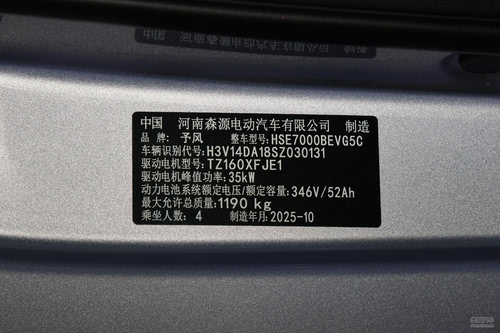 中国 河南森源电动汽车有限公司 制造
品牌: 予风 整车型号: HSE7000BEVG5C
车辆识别代号: H3V14DA18SZ030131
驱动电机型号: TZ160XFJE1
驱动电机峰值功率: 35kW
动力电池系统额定电压/额定容量: 346V/52Ah
最大允许总质量: 1190 kg
乘坐人数: 4 制造年月: 2025-10